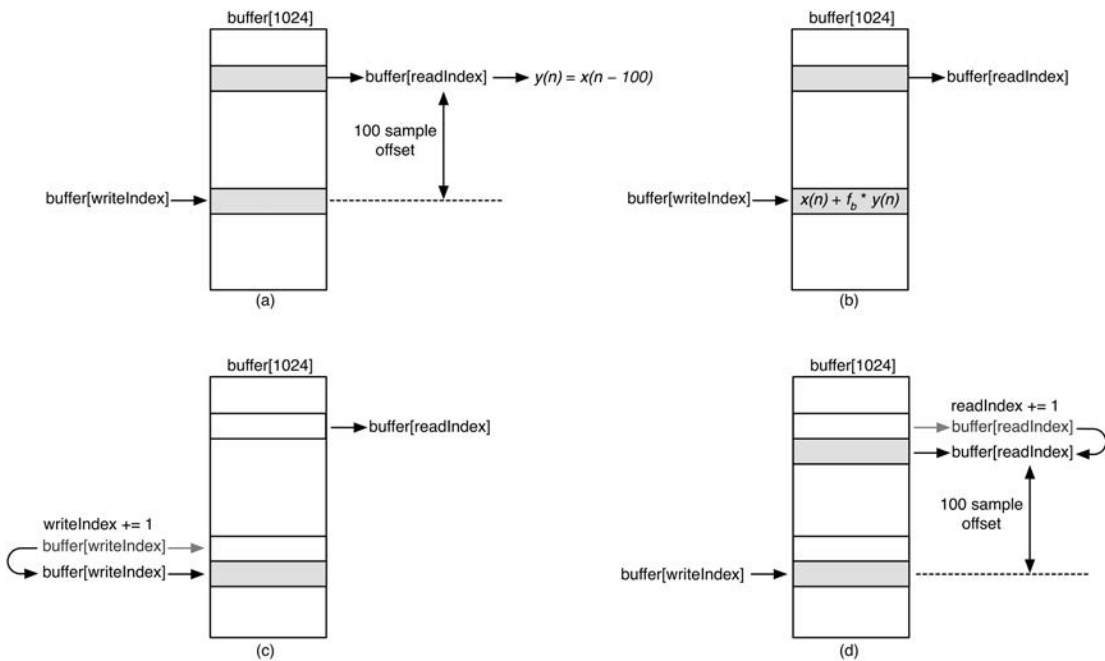 buffer[1024]
buffer[readIndex]
y(n) = x(n – 100)
100 sample
offset
buffer[writeIndex]
(a)
buffer[1024]
buffer[readIndex]
buffer[writeIndex]
x(n) + f_b * y(n)
(b)
buffer[1024]
buffer[readIndex]
writeIndex += 1
buffer[writeIndex]
buffer[writeIndex]
(c)
buffer[1024]
readIndex += 1
buffer[readIndex]
buffer[readIndex]
100 sample
offset
buffer[writeIndex]
(d)